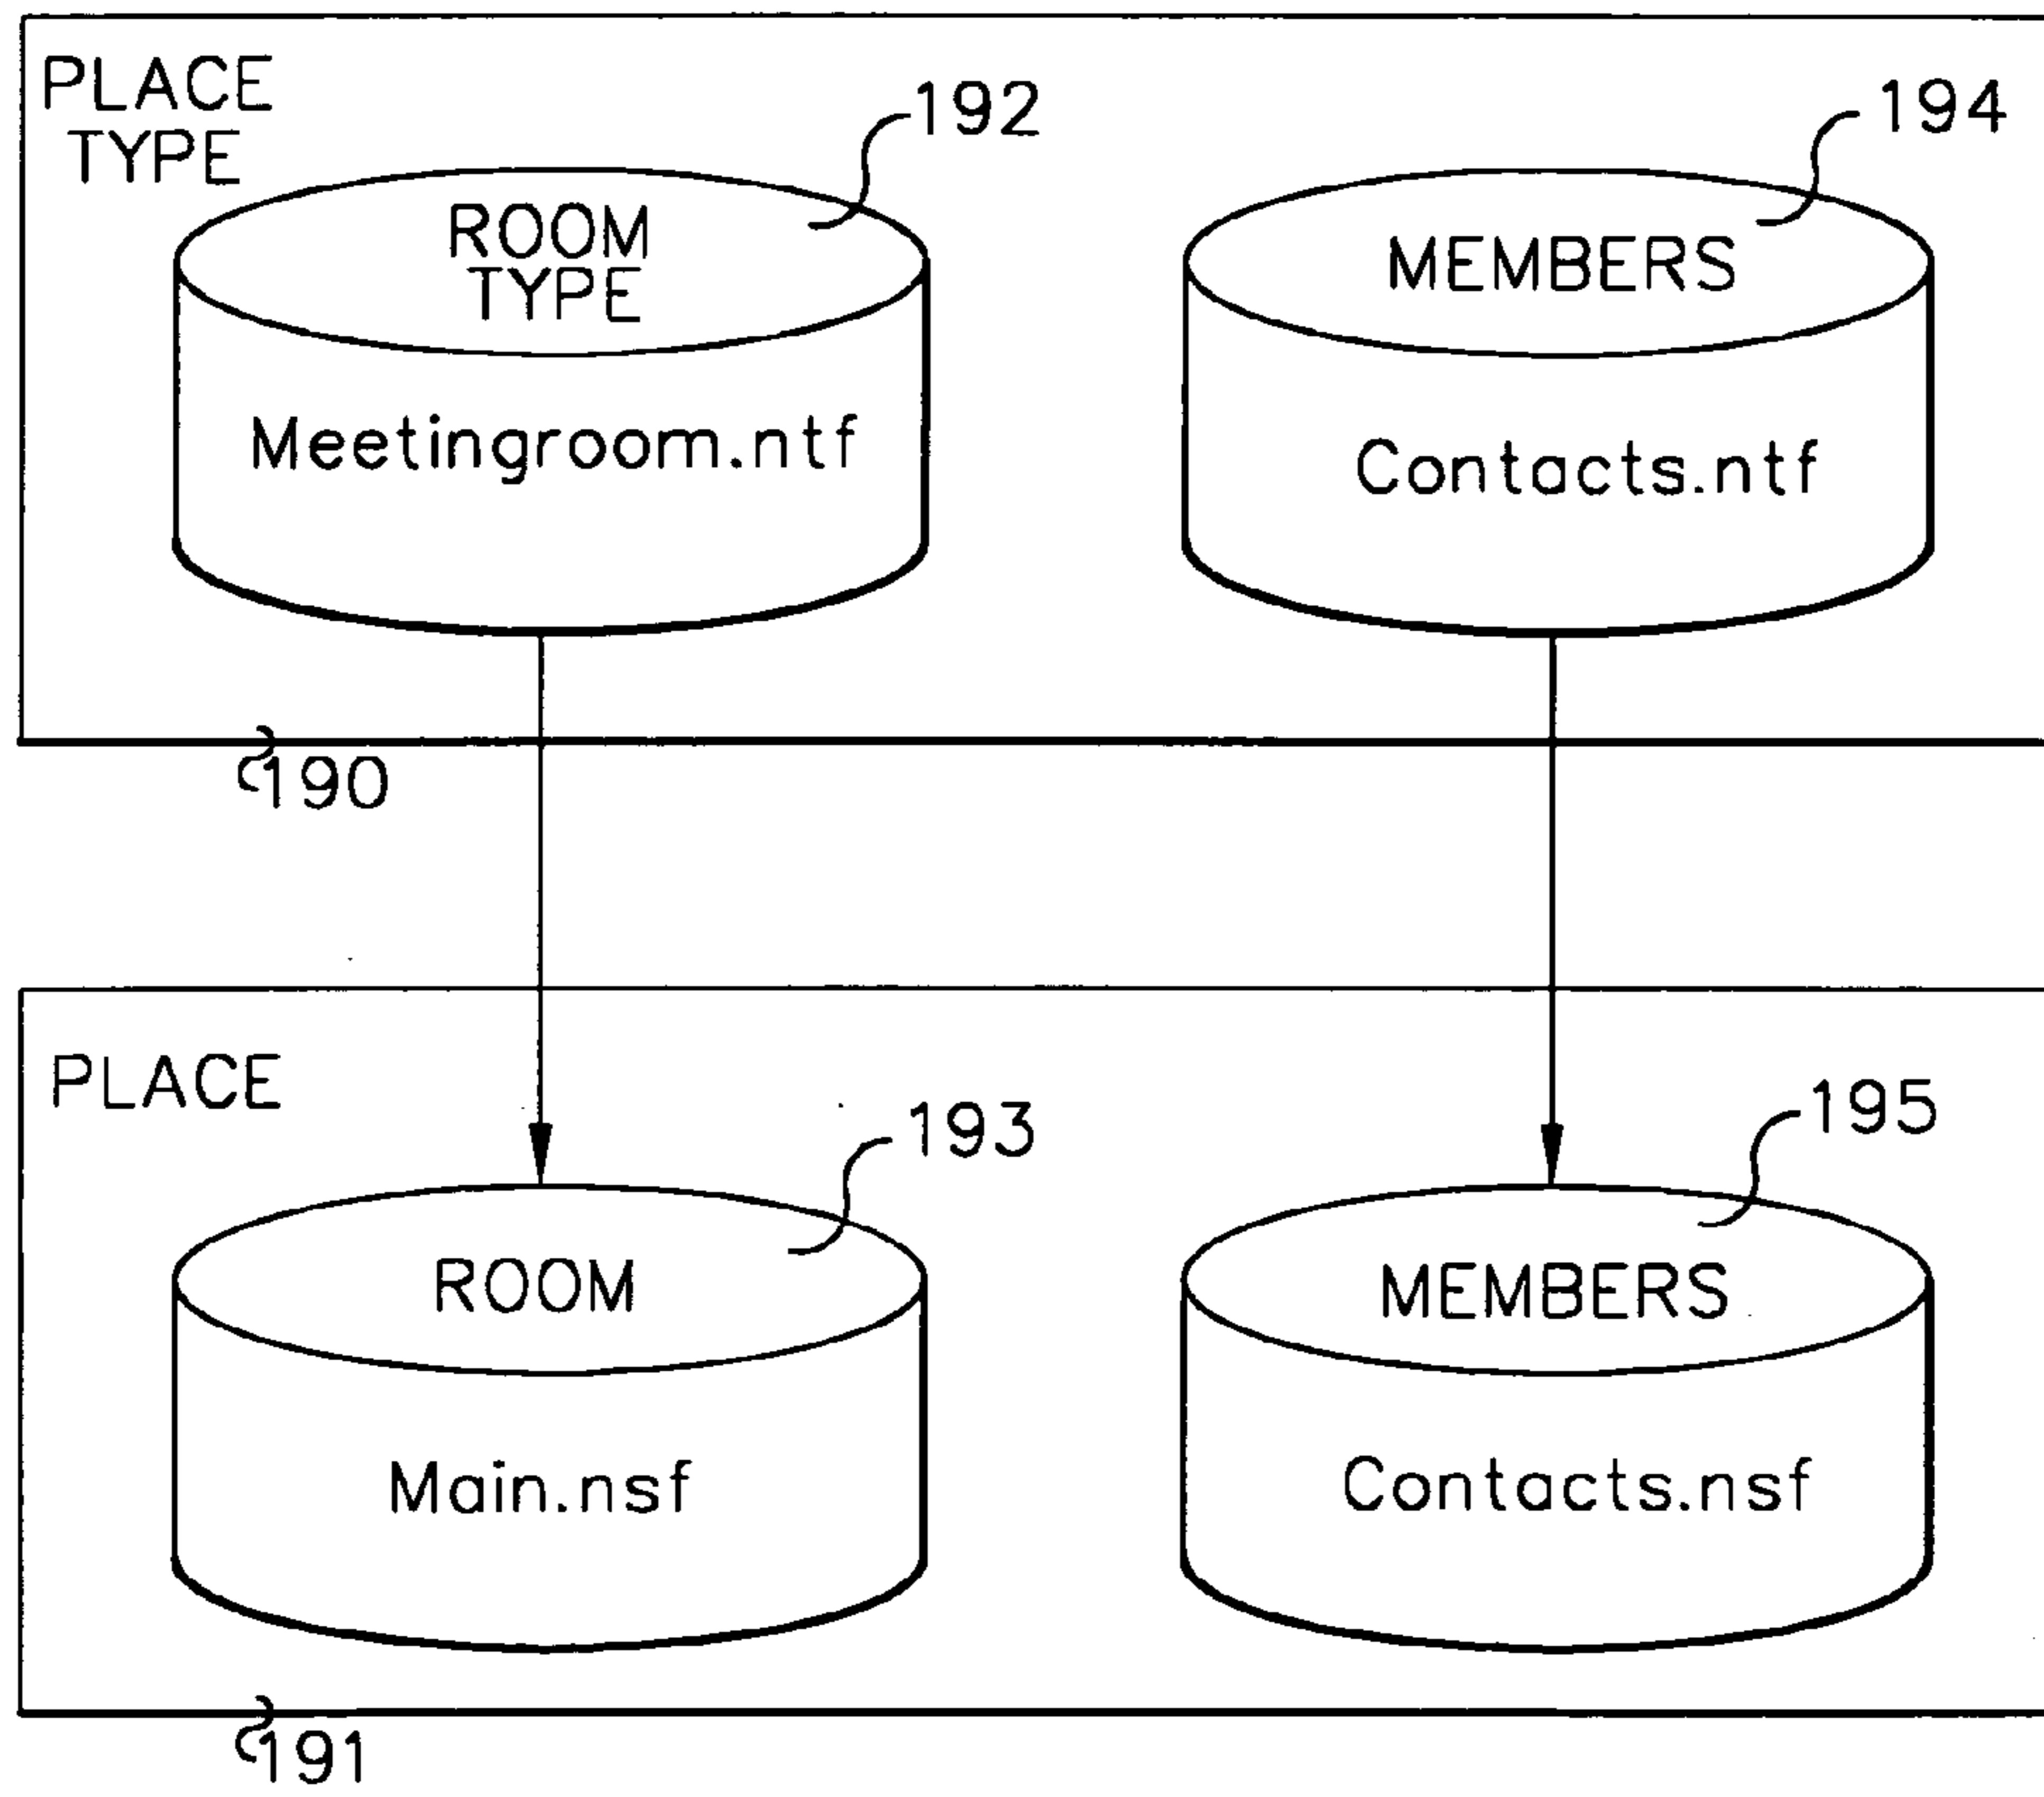 PLACE
TYPE
192
194
ROOM
TYPE
MEMBERS
Meetingroom.ntf
Contacts.ntf
190
PLACE
193
195
ROOM
MEMBERS
Main.nsf
Contacts.nsf
191